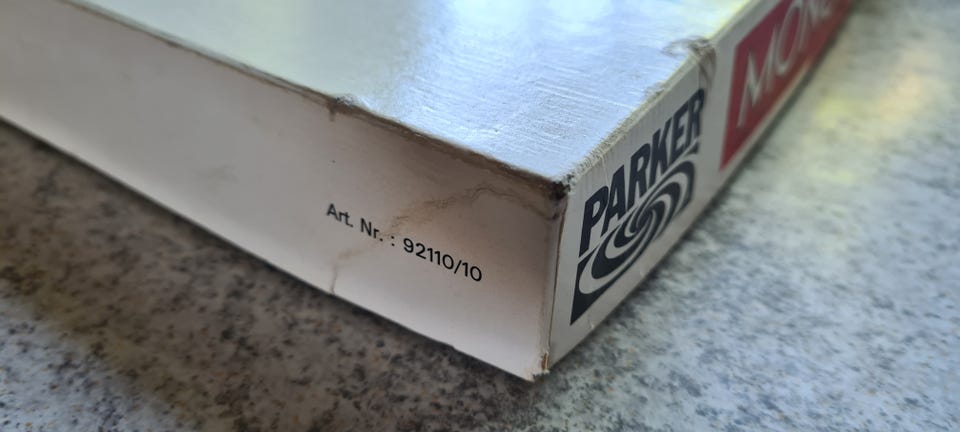 Art. Nr. : 92110/10
PARKER